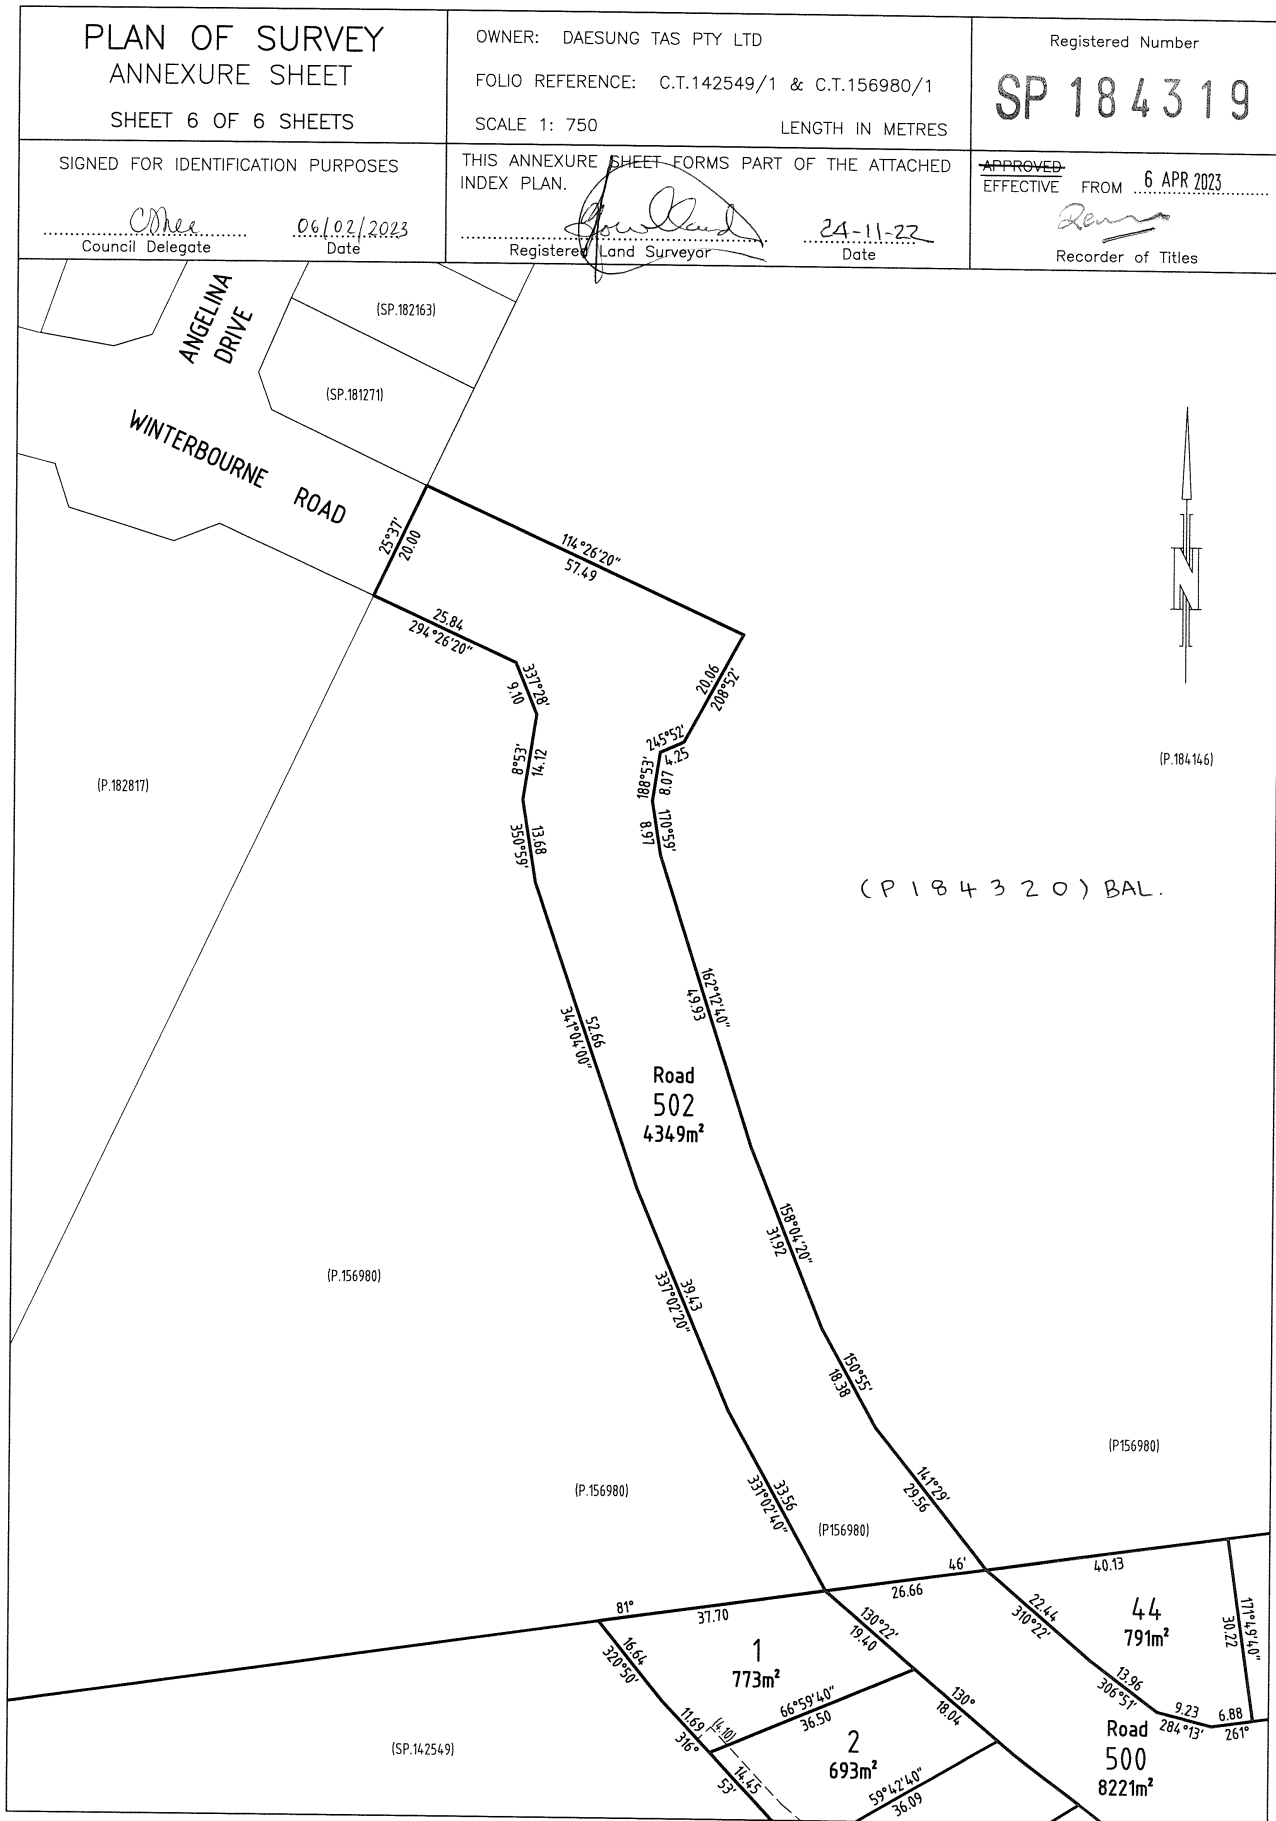 PLAN OF SURVEY
ANNEXURE SHEET
SHEET 6 OF 6 SHEETS
OWNER: DAESUNG TAS PTY LTD
FOLIO REFERENCE: C.T.142549/1 & C.T.156980/1
SCALE 1: 750 LENGTH IN METRES
Registered Number
SP 184319
SIGNED FOR IDENTIFICATION PURPOSES
06/02/2023
Council Delegate Date
THIS ANNEXURE SHEET FORMS PART OF THE ATTACHED
INDEX PLAN.
24-11-22
Registered Land Surveyor Date
APPROVED
EFFECTIVE FROM 6 APR 2023
Recorder of Titles
ANGELINA
DRIVE
(SP.182163)
(SP.181271)
WINTERBOURNE ROAD
25°37'
20.00
114°26'20"
57.49
25.84
294°26'20"
N
337°28'
9.10
20.06
208°52'
245°52'
4.25
8°53'
14.12
188°53'
8.07
(P.182817)
(P.184146)
350°59'
13.68
170°59'
8.97
(P184320) BAL.
162°12'40"
49.93
52.66
341°04'00"
Road
502
4349m²
158°04'20"
31.92
39.43
337°02'20"
(P.156980)
150°55'
18.38
(P156980)
141°29'
29.56
33.56
331°02'40"
(P.156980)
(P156980)
46'
26.66
40.13
81°
37.70
130°22'
19.40
22.44
310°22'
44
791m²
171°49'40"
30.22
1
773m²
16.64
320°50'
66°59'40"
36.50
130°
18.04
13.96
306°51'
9.23
284°13'
6.88
261°
11.69
316°
(4.10)
2
693m²
Road
500
8221m²
(SP.142549)
14.45
53'
59°42'40"
36.09